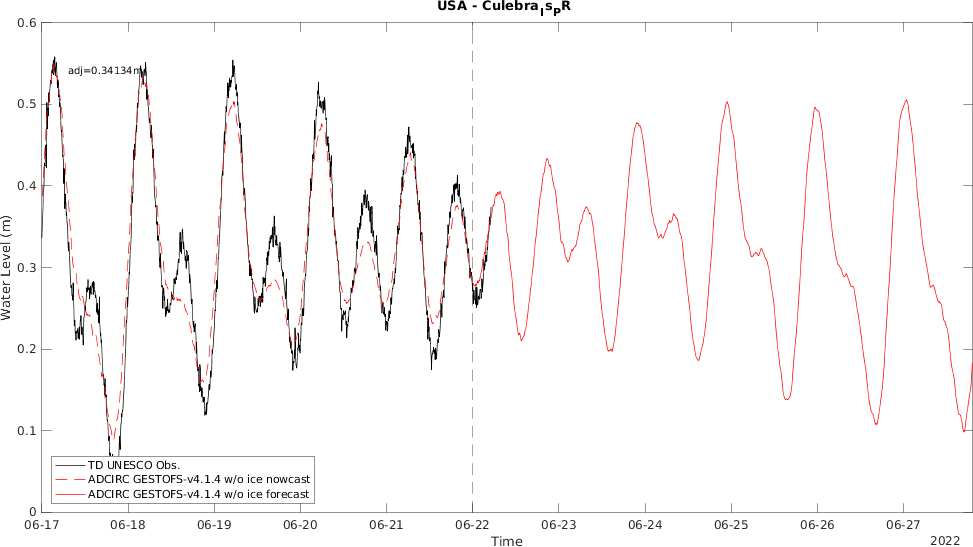 USA - Culebra_Is_PR
0.6
adj=0.34134m
0.5
0.4
0.3
0.2
0.1
0
Water Level (m)
TD UNESCO Obs.
ADCIRC GESTOFS-v4.1.4 w/o ice nowcast
ADCIRC GESTOFS-v4.1.4 w/o ice forecast
06-17 06-18 06-19 06-20 06-21 06-22 06-23 06-24 06-25 06-26 06-27
Time
2022